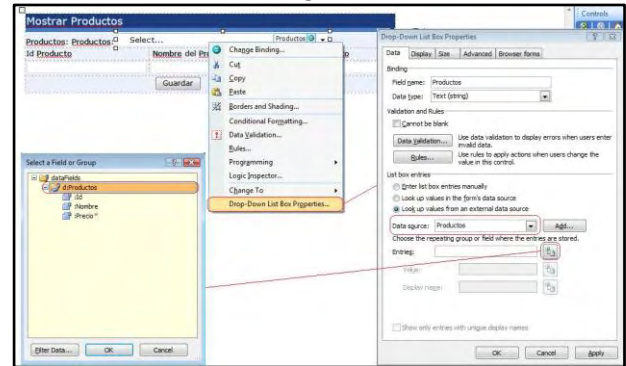 Mostrar Productos
Controls
Productos: Productos:
Select...
Productos
Id Producto
Nombre del
Guardar
Change Binding...
Cut
Copy
Paste
Borders and Shading...
Conditional Formatting...
Data Validation...
Rules...
Programming
Logic Inspector...
Change To
Drop-Down List Box Properties...
Select a Field or Group
dataFields
d:Productos
:Id
:Nombre
:Precio
Filter Data...
OK
Cancel
Drop-Down List Box Properties
Data Display Size Advanced Browser forms
Binding
Field name: Productos
Data type: Text (string)
Validation and Rules
Cannot be blank
Data Validation...
Use data validation to display errors when users enter
invalid data.
Rules...
Use rules to apply actions when users change the
value in this control.
List box entries
Enter list box entries manually
Look up values in the form's data source
Look up values from an external data source
Data source: Productos
Add...
Choose the repeating group or field where the entries are stored.
Entries:
Value:
Display name:
Show only entries with unique display names
OK
Cancel
Apply